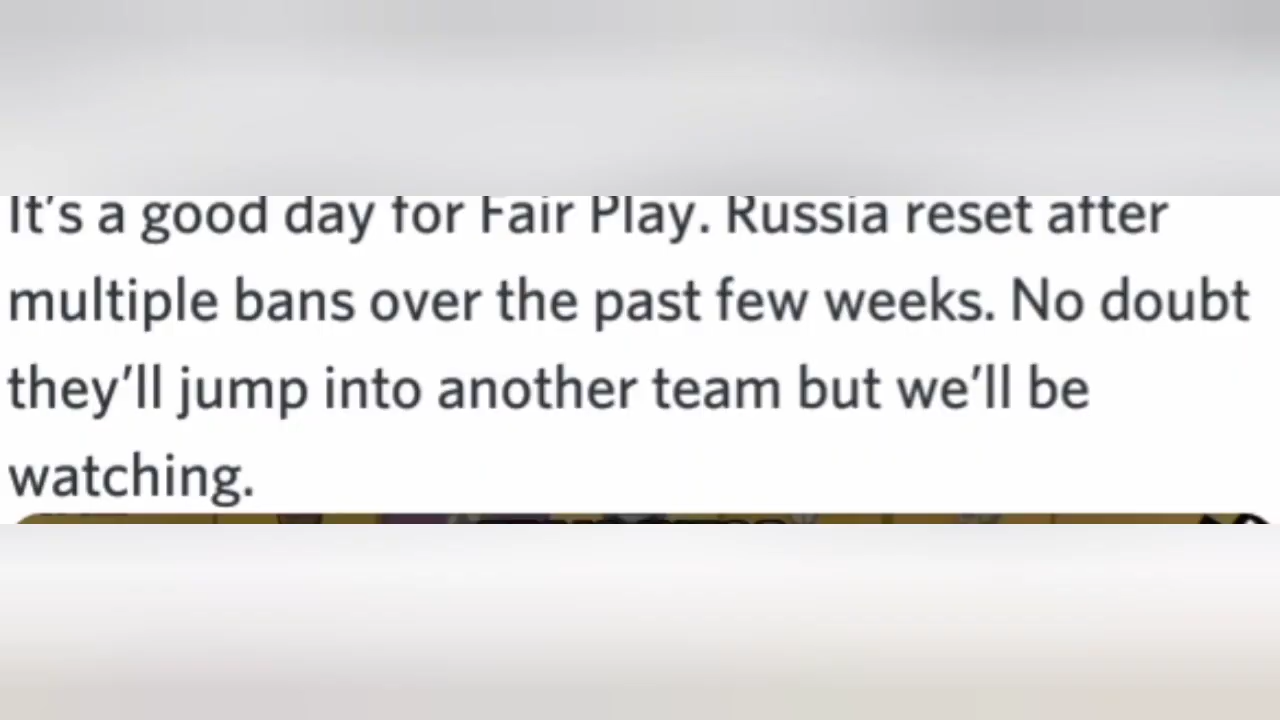 It's a good day for Fair Play. Russia reset after
multiple bans over the past few weeks. No doubt
they'll jump into another team but we'll be
watching.